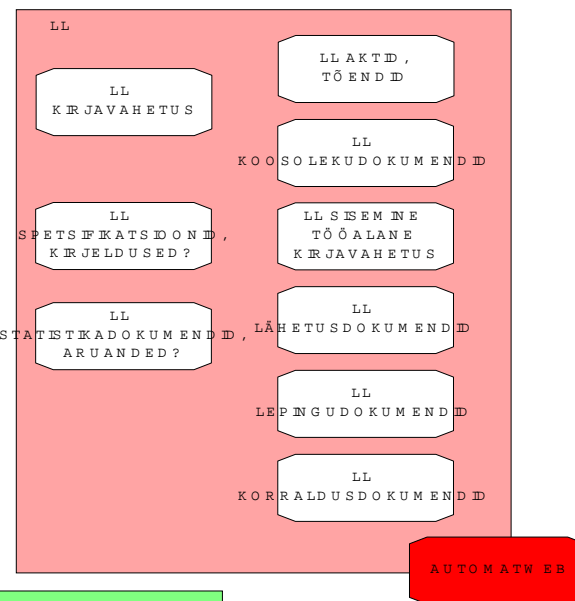 LL
LL
KIRJAVAHETUS
LL
SPETSIFIKATSIOONID,
KIRJELDUSED?
LL
STATISTIKADOKUMENDID,
ARUANDED?
LL AKTID,
TÕENDID
LL
KOOSOLEKUDOKUMENDID
LL SISEMINE
TÖÖALANE
KIRJAVAHETUS
LL
LÄHETUSDOKUMENDID
LL
LEPINGUDOKUMENDID
LL
KORRALDUSDOKUMENDID
AUTOMATWEB